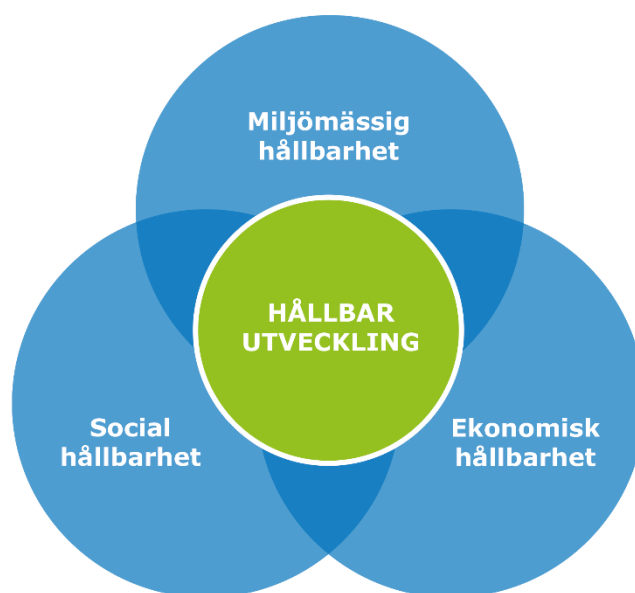 Miljömässig
hållbarhet
HÅLLBAR
UTVECKLING
Social
hållbarhet
Ekonomisk
hållbarhet